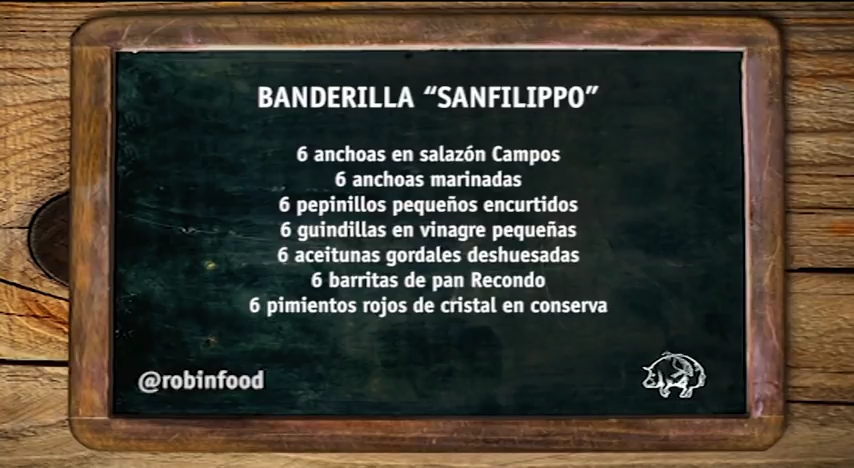 BANDERILLA “SANFILIPPO”
6 anchoas en salazón Campos
6 anchoas marinadas
6 pepinillos pequeños encurtidos
6 guindillas en vinagre pequeñas
6 aceitunas gordales deshuesadas
6 barritas de pan Recondo
6 pimientos rojos de cristal en conserva
@robinfood